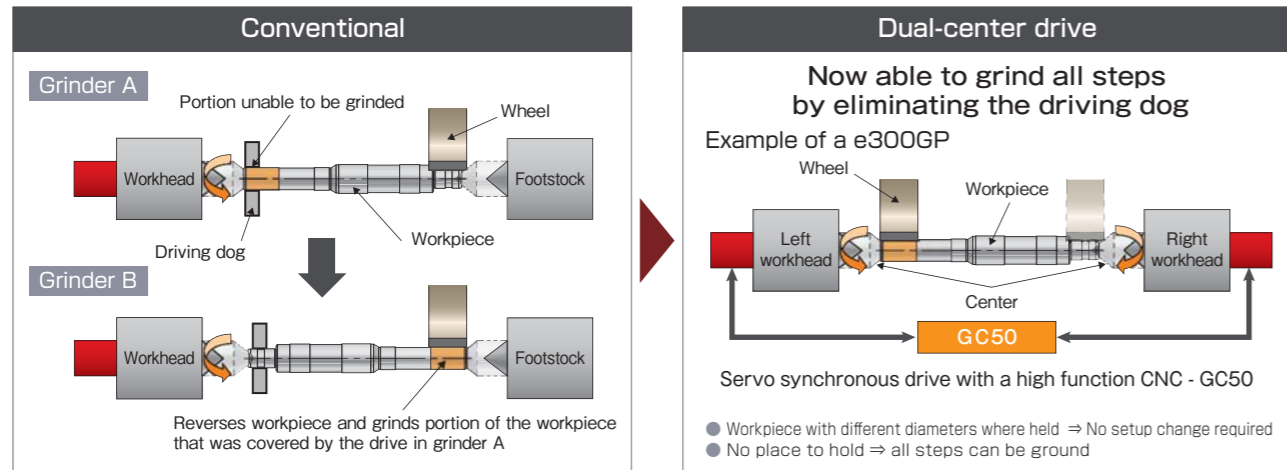 Conventional
Grinder A
Portion unable to be grinded
Wheel
Workhead
Footstock
Driving dog
Workpiece
Grinder B
Workhead
Footstock
Reverses workpiece and grinds portion of the workpiece
that was covered by the drive in grinder A
Dual-center drive
Now able to grind all steps
by eliminating the driving dog
Example of a e300GP
Wheel
Workpiece
Left
workhead
Right
workhead
Center
GC50
Servo synchronous drive with a high function CNC - GC50
● Workpiece with different diameters where held ⇒ No setup change required
● No place to hold ⇒ all steps can be ground